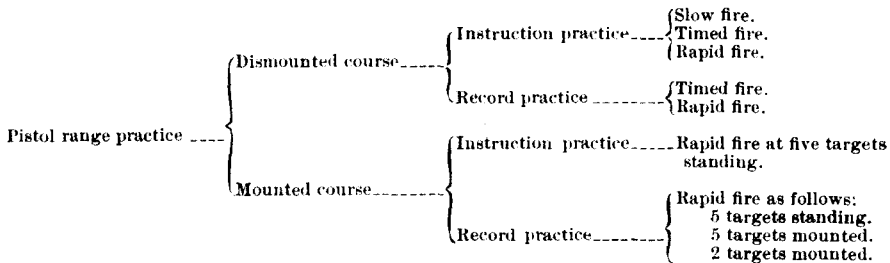 Slow fire.
Instruction practice Timed fire.
Rapid fire.
Dismounted course
Timed fire.
Record practice
Rapid fire.
Pistol range practice
Instruction practice Rapid fire at five targets
standing.
Mounted course
Rapid fire as follows:
5 targets standing.
Record practice 5 targets mounted.
2 targets mounted.